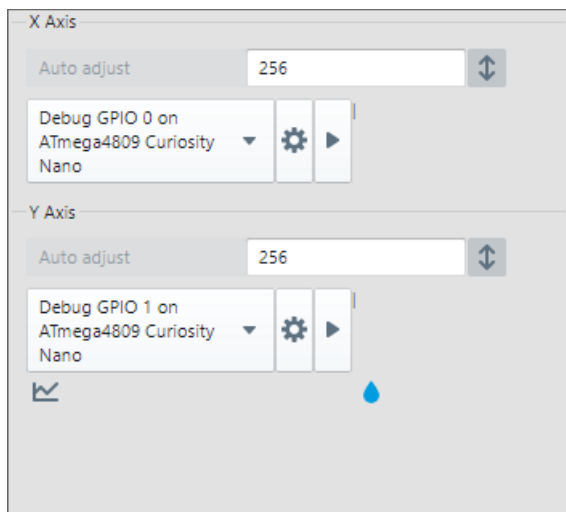 X Axis
Auto adjust
256
Debug GPIO 0 on
ATmega4809 Curiosity
Nano
Y Axis
Auto adjust
256
Debug GPIO 1 on
ATmega4809 Curiosity
Nano